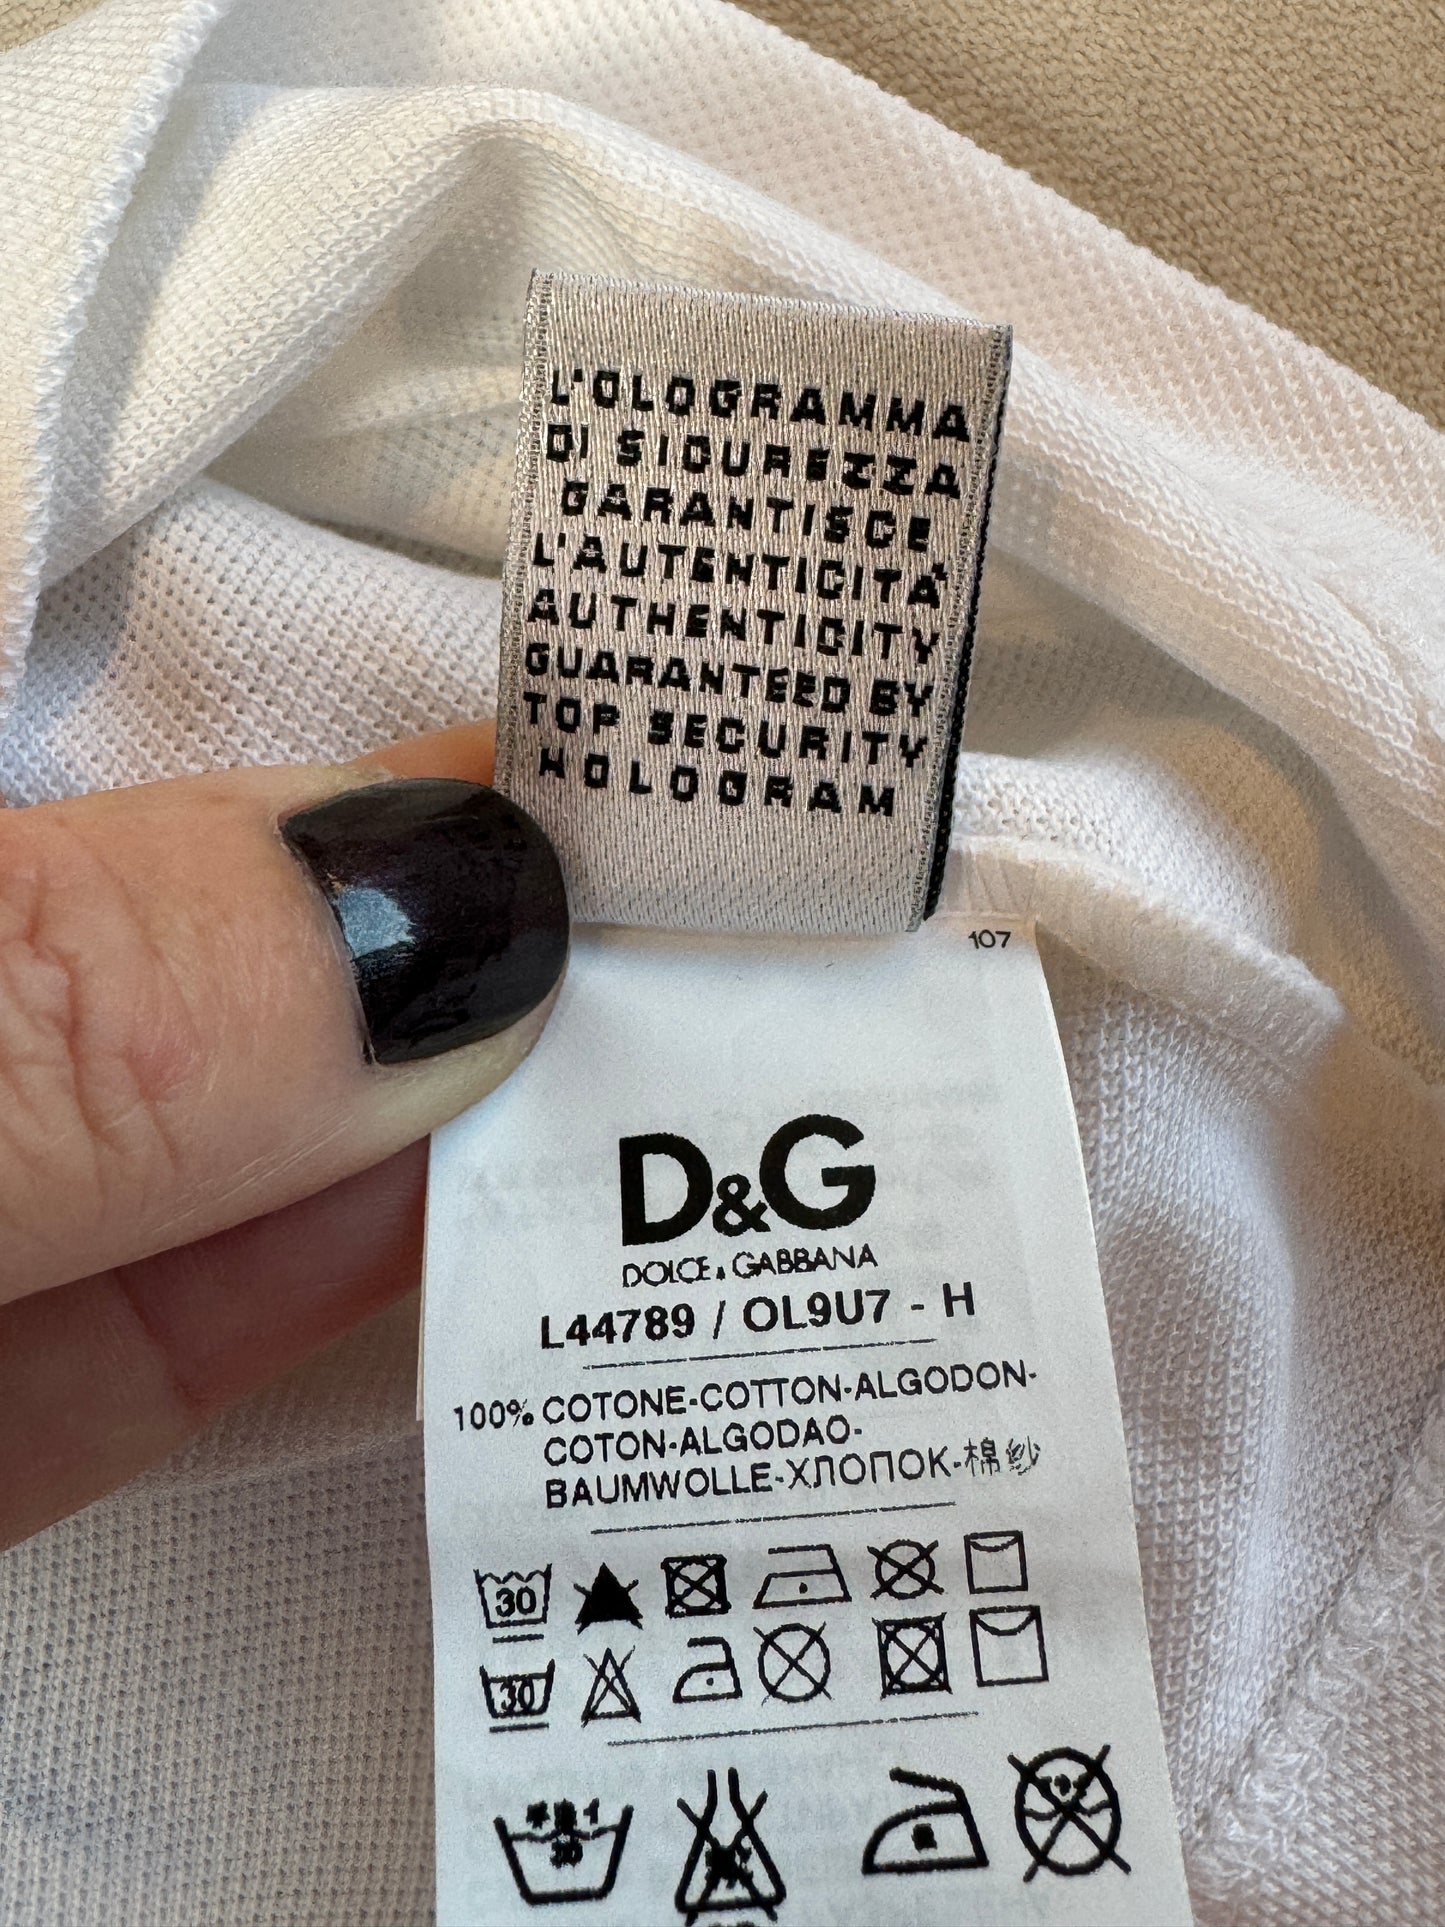 L'OLOGRAMMA
DI SICUREZZA
GARANTISCE
L'AUTENTICITÀ
AUTHENTICITY
GUARANTEED BY
TOP SECURITY
HOLOGRAM
107
D&G
DOLCE & GABBANA
L44789 / OL9U7 - H
100% COTONE-COTTON-ALGODON-
COTON-ALGODAO-
BAUMWOLLE-ХЛОПОК-棉紗
30
30
30